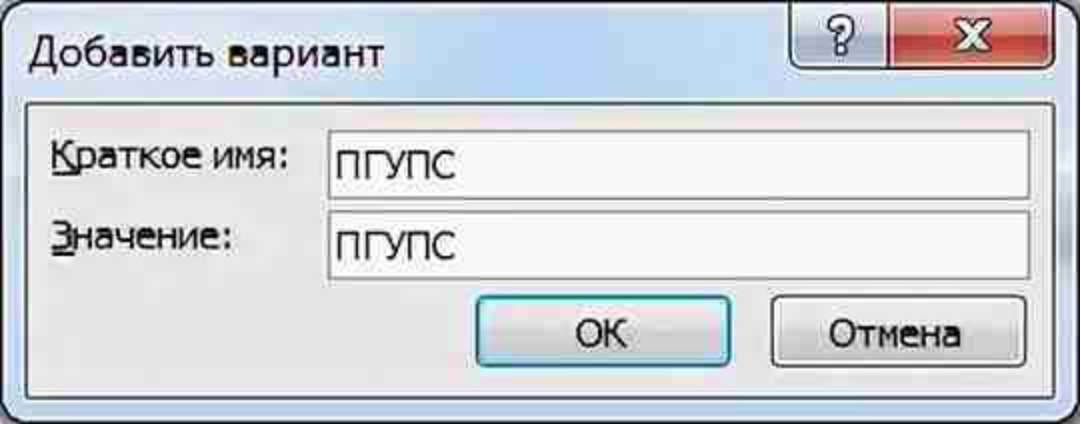 Добавить вариант
Краткое имя: ПГУПС
Значение: ПГУПС
ОК Отмена